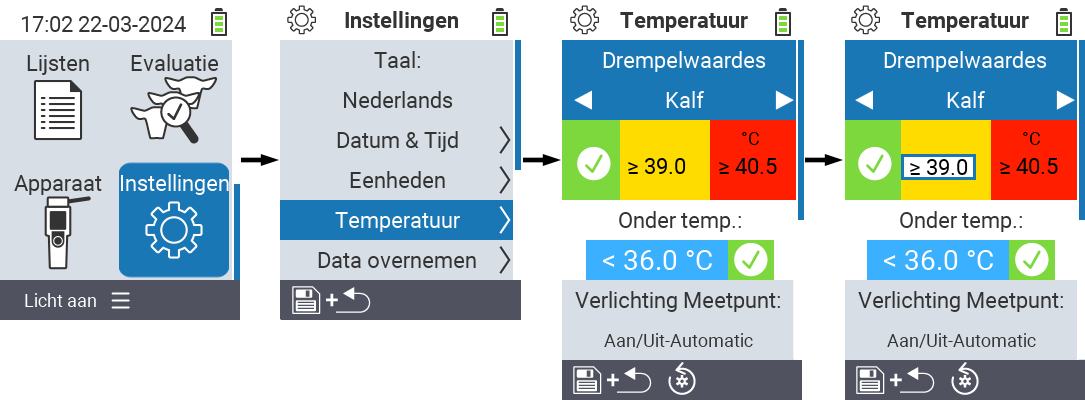 17:02 22-03-2024
Lijsten
Evaluatie
Apparaat
Instellingen
Licht aan
Instellingen
Taal:
Nederlands
Datum & Tijd
Eenheden
Temperatuur
Data overnemen
+
Temperatuur
Drempelwaardes
Kalf
°C
≥ 39.0
≥ 40.5
Onder temp.:
< 36.0 °C
Verlichting Meetpunt:
Aan/Uit-Automatic
+
Temperatuur
Drempelwaardes
Kalf
°C
≥ 39.0
≥ 40.5
Onder temp.:
< 36.0 °C
Verlichting Meetpunt:
Aan/Uit-Automatic
+